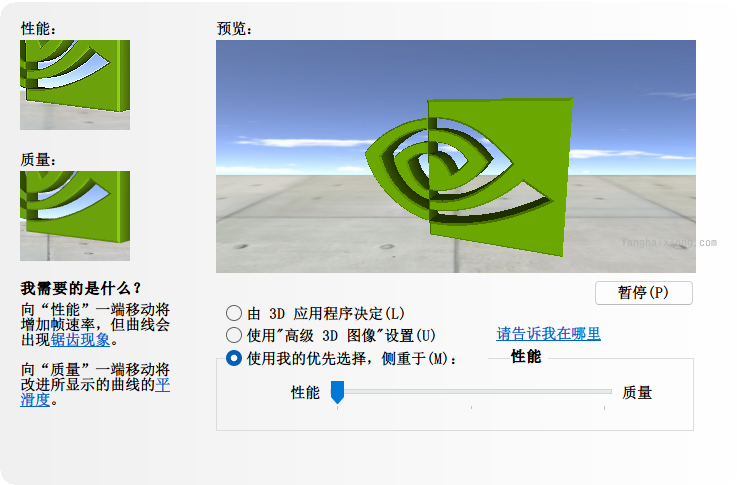 性能：
预览：
质量：
我需要的是什么？
向“性能”一端移动将
增加帧速率，但曲线会
出现锯齿现象。
向“质量”一端移动将
改进所显示的曲线的平
滑度。
Yanghaixiong.com
暂停(P)
由 3D 应用程序决定(L)
使用"高级 3D 图像"设置(U)
请告诉我在哪里
使用我的优先选择，侧重于(M)：
性能
性能
质量